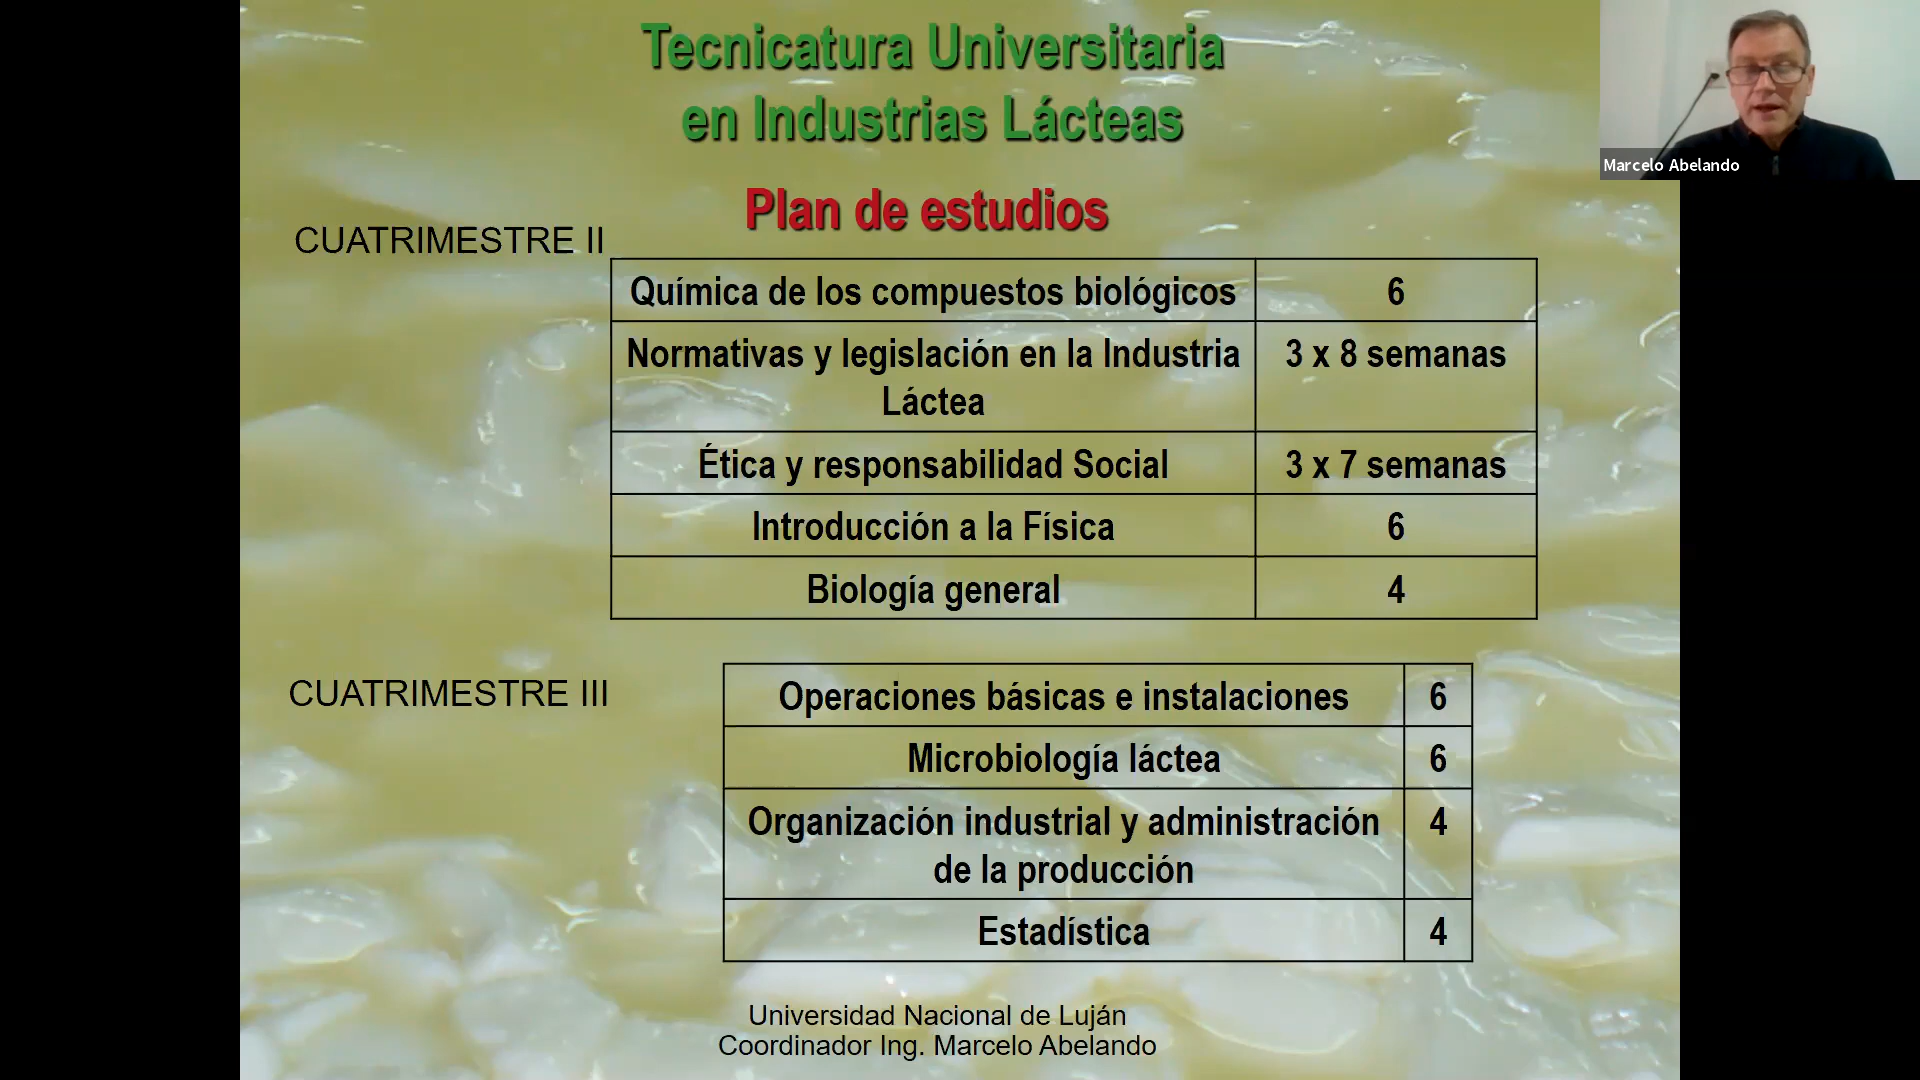 Tecnicatura Universitaria
en Industrias Lácteas
Marcelo Abelando
Plan de estudios
CUATRIMESTRE II
Química de los compuestos biológicos 6
Normativas y legislación en la Industria 3 x 8 semanas
Láctea
Ética y responsabilidad Social 3 x 7 semanas
Introducción a la Física 6
Biología general 4
CUATRIMESTRE III
Operaciones básicas e instalaciones 6
Microbiología láctea 6
Organización industrial y administración 4
de la producción
Estadística 4
Universidad Nacional de Luján
Coordinador Ing. Marcelo Abelando